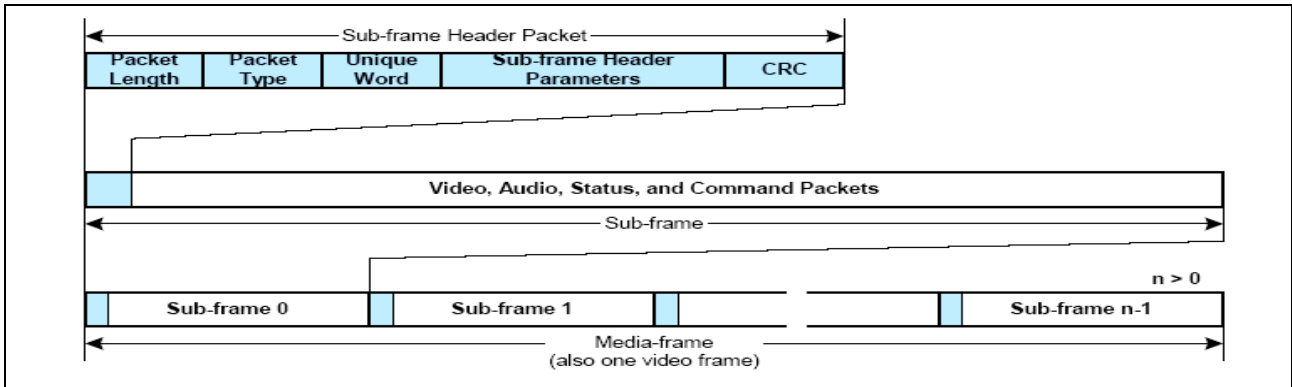 Sub-frame Header Packet
Packet Length
Packet Type
Unique Word
Sub-frame Header Parameters
CRC
Video, Audio, Status, and Command Packets
Sub-frame
n > 0
Sub-frame 0
Sub-frame 1
Sub-frame n-1
Media-frame
(also one video frame)